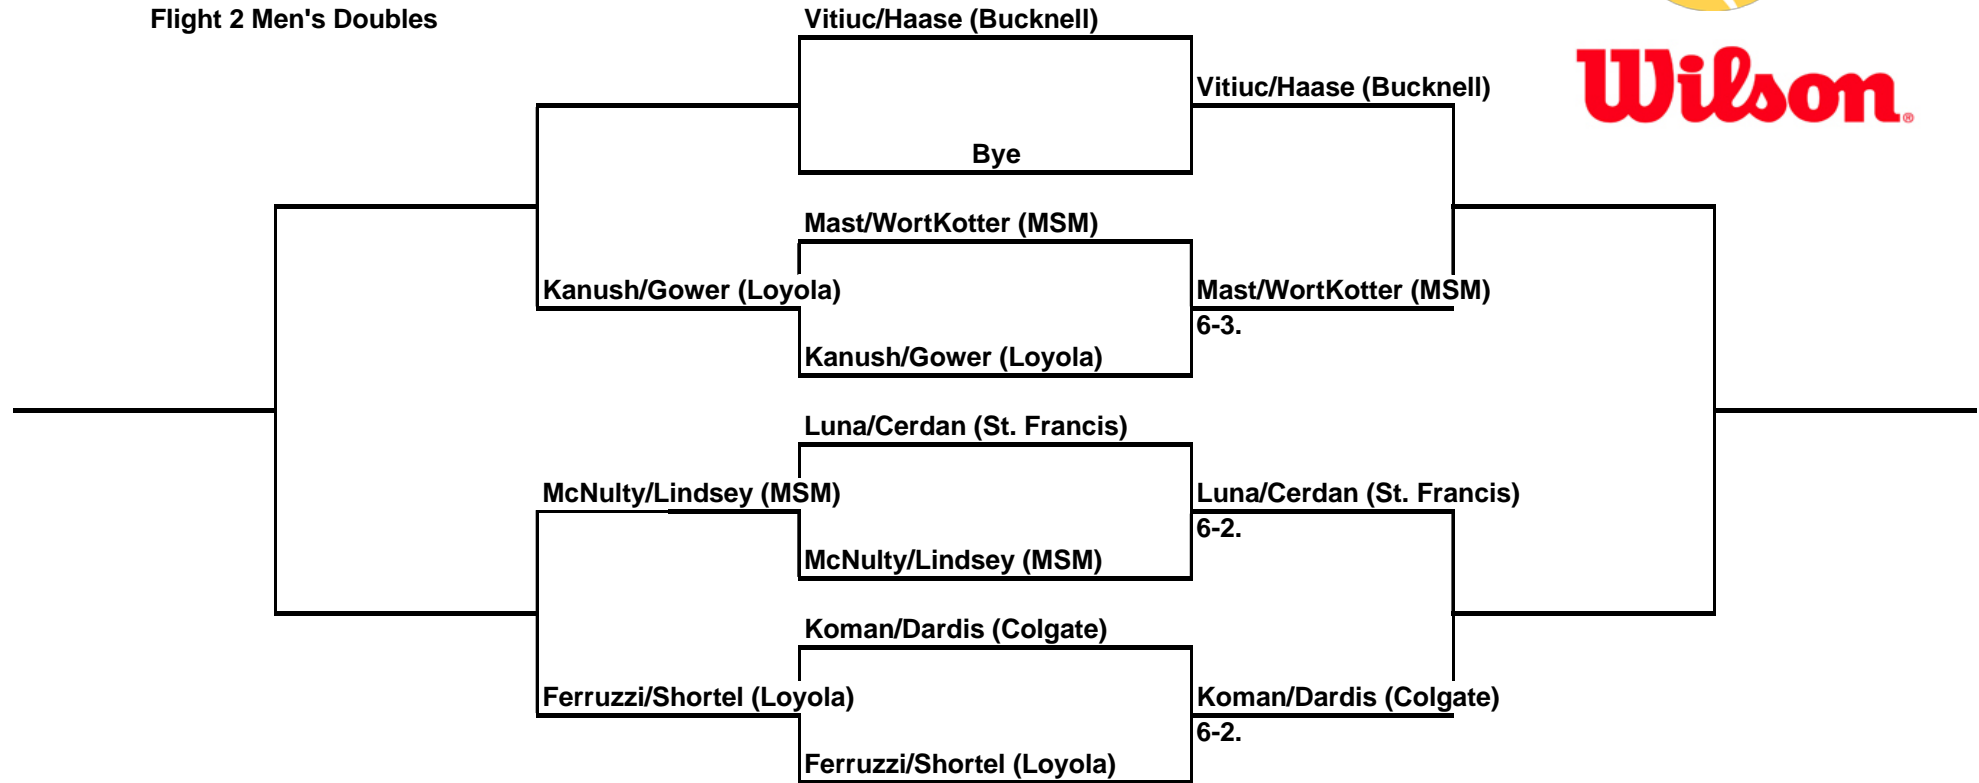 Flight 2 Men's Doubles
Vitiuc/Haase (Bucknell)
Wilson®
Vitiuc/Haase (Bucknell)
Bye
Mast/WortKotter (MSM)
Kanush/Gower (Loyola)
Mast/WortKotter (MSM)
6-3.
Kanush/Gower (Loyola)
Luna/Cerdan (St. Francis)
McNulty/Lindsey (MSM)
Luna/Cerdan (St. Francis)
6-2.
McNulty/Lindsey (MSM)
Koman/Dardis (Colgate)
Ferruzzi/Shortel (Loyola)
Koman/Dardis (Colgate)
6-2.
Ferruzzi/Shortel (Loyola)